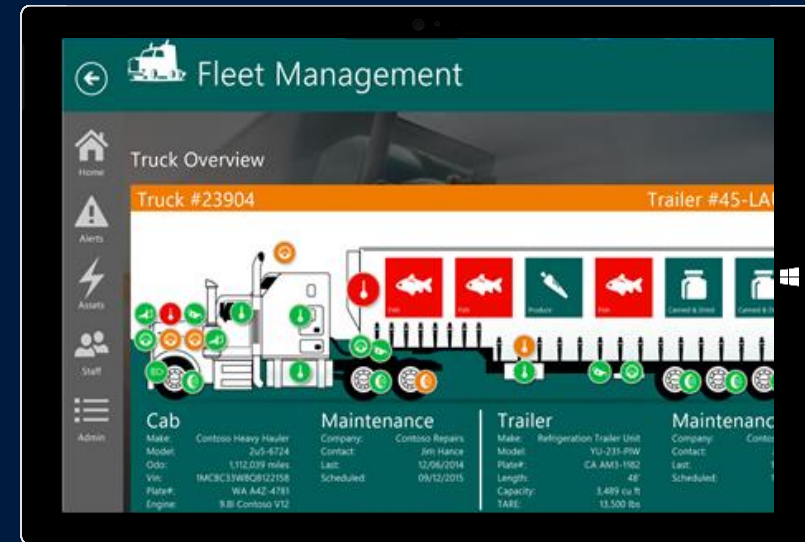 Fleet Management
Home
Truck Overview
Alerts
Truck #23904
Trailer #45-LAU
Assets
Fish
Fish
Produce
Fish
Canned & Dried
Staff
Admin
Cab
Make: Contoso Heavy Hauler
Model: 2u5-6724
Odo: 1,112,039 miles
Vin: 1MC8C33W8Q8122158
Plate#: WA A4Z-4781
Engine: 9.8l Contoso V12
Maintenance
Company: Contoso Repairs
Contact: Jim Hance
Last: 12/06/2014
Scheduled: 09/12/2015
Trailer
Make: Refrigeration Trailer Unit
Model: YU-231-PIW
Plate#: CA AM3-1182
Length: 48'
Capacity: 3,489 cu ft
TARE: 13,500 lbs
Maintenanc
Company:
Contact:
Last:
Scheduled: